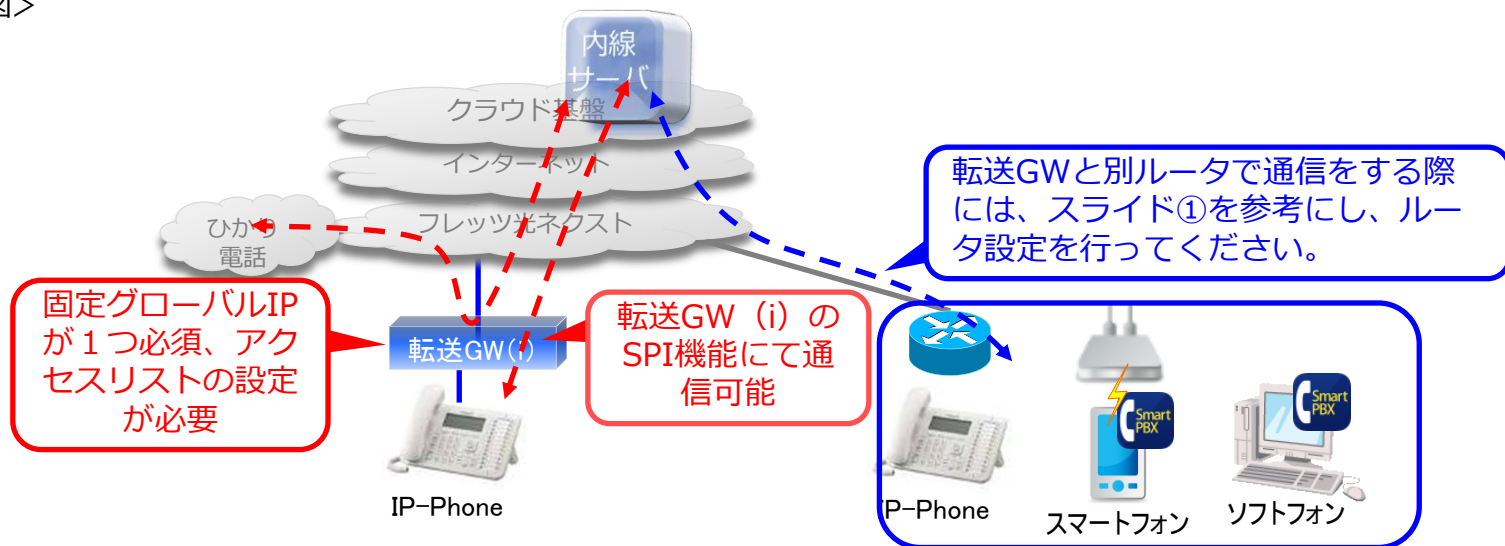 図>
内線
サーバ
クラウド基盤
インターネット
フレッツ光ネクスト
ひかり
電話
転送GWと別ルータで通信をする際
には、スライド①を参考にし、ルー
タ設定を行ってください。
固定グローバルIP
が１つ必須、アク
セスリストの設定
が必要
転送GW(i)
転送GW（i）の
SPI機能にて通
信可能
IP-Phone
IP-Phone
Smart
PBX
スマートフォン
Smart
PBX
ソフトフォン